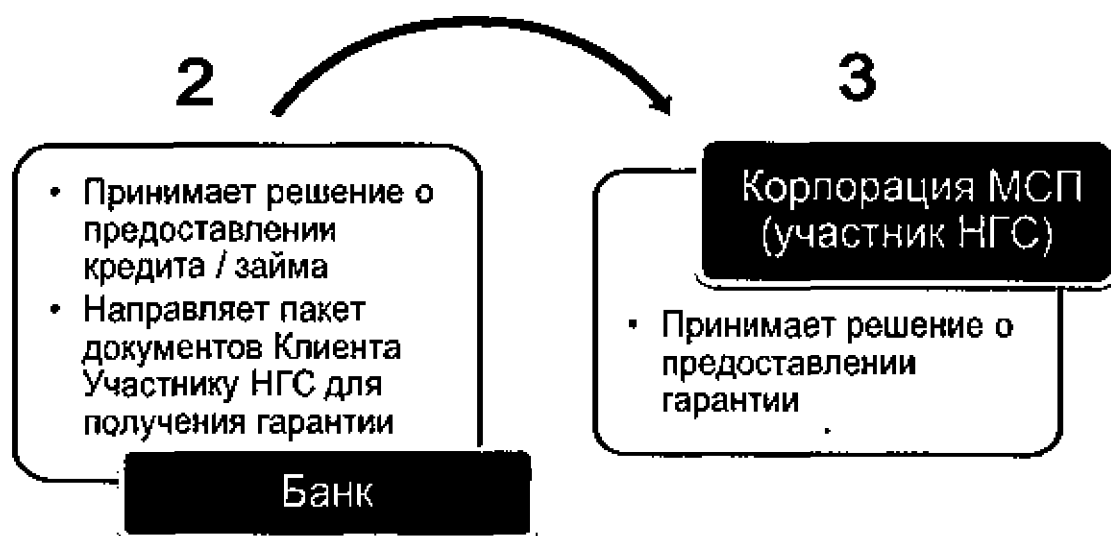 2
• Принимает решение о
предоставлении
кредита / займа
• Направляет пакет
документов Клиента
Участнику НГС для
получения гарантии
Банк
3
Корпорация МСП
(участник НГС)
• Принимает решение о
предоставлении
гарантии